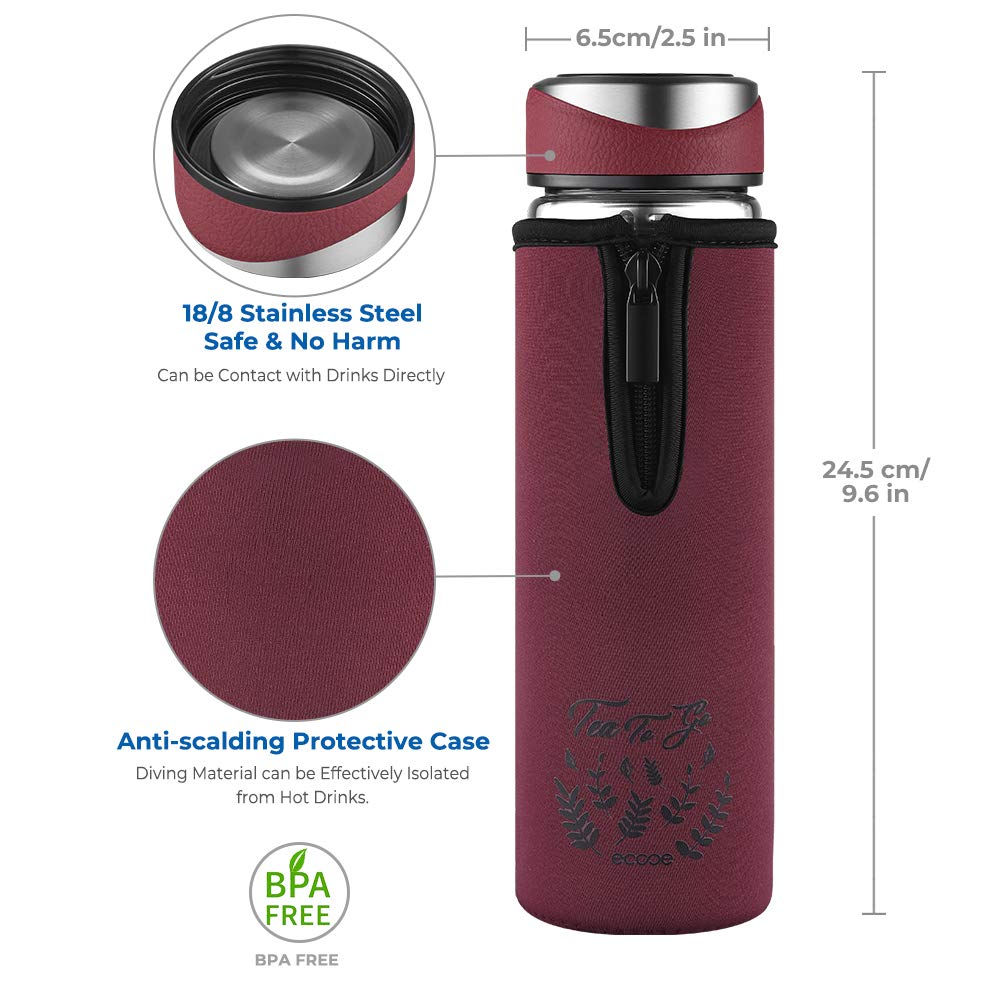 6.5cm/2.5 in
18/8 Stainless Steel
Safe & No Harm
Can be Contact with Drinks Directly
24.5 cm/
9.6 in
Anti-scalding Protective Case
Diving Material can be Effectively Isolated
from Hot Drinks.
Tea To Go
ecooe
BPA
FREE
BPA FREE